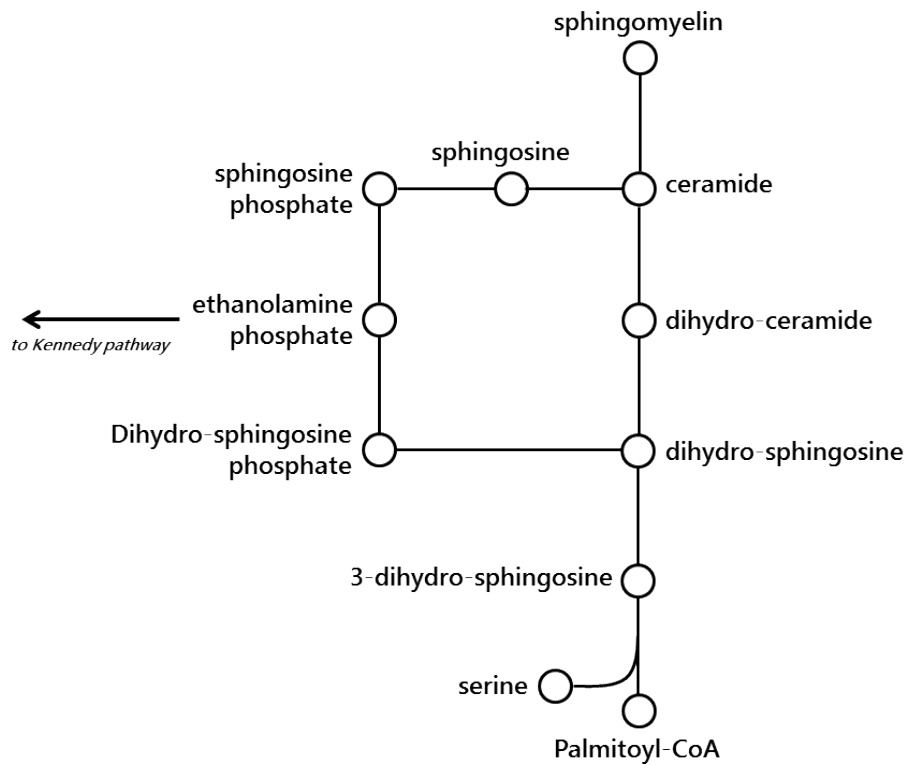 sphingomyelin
sphingosine
sphingosine
phosphate
ceramide
ethanolamine
phosphate
dihydro-ceramide
to Kennedy pathway
Dihydro-sphingosine
phosphate
dihydro-sphingosine
3-dihydro-sphingosine
serine
Palmitoyl-CoA